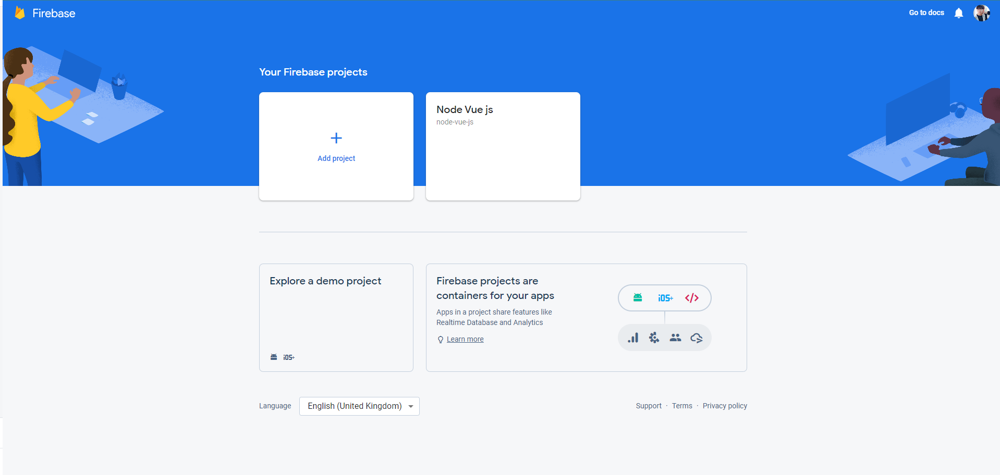 Firebase
Go to docs
Your Firebase projects
Add project
Node Vue js
node-vue-js
Explore a demo project
iOS+
Firebase projects are
containers for your apps
Apps in a project share features like
Realtime Database and Analytics
Learn more
iOS+
</>
Language
English (United Kingdom)
Support · Terms · Privacy policy